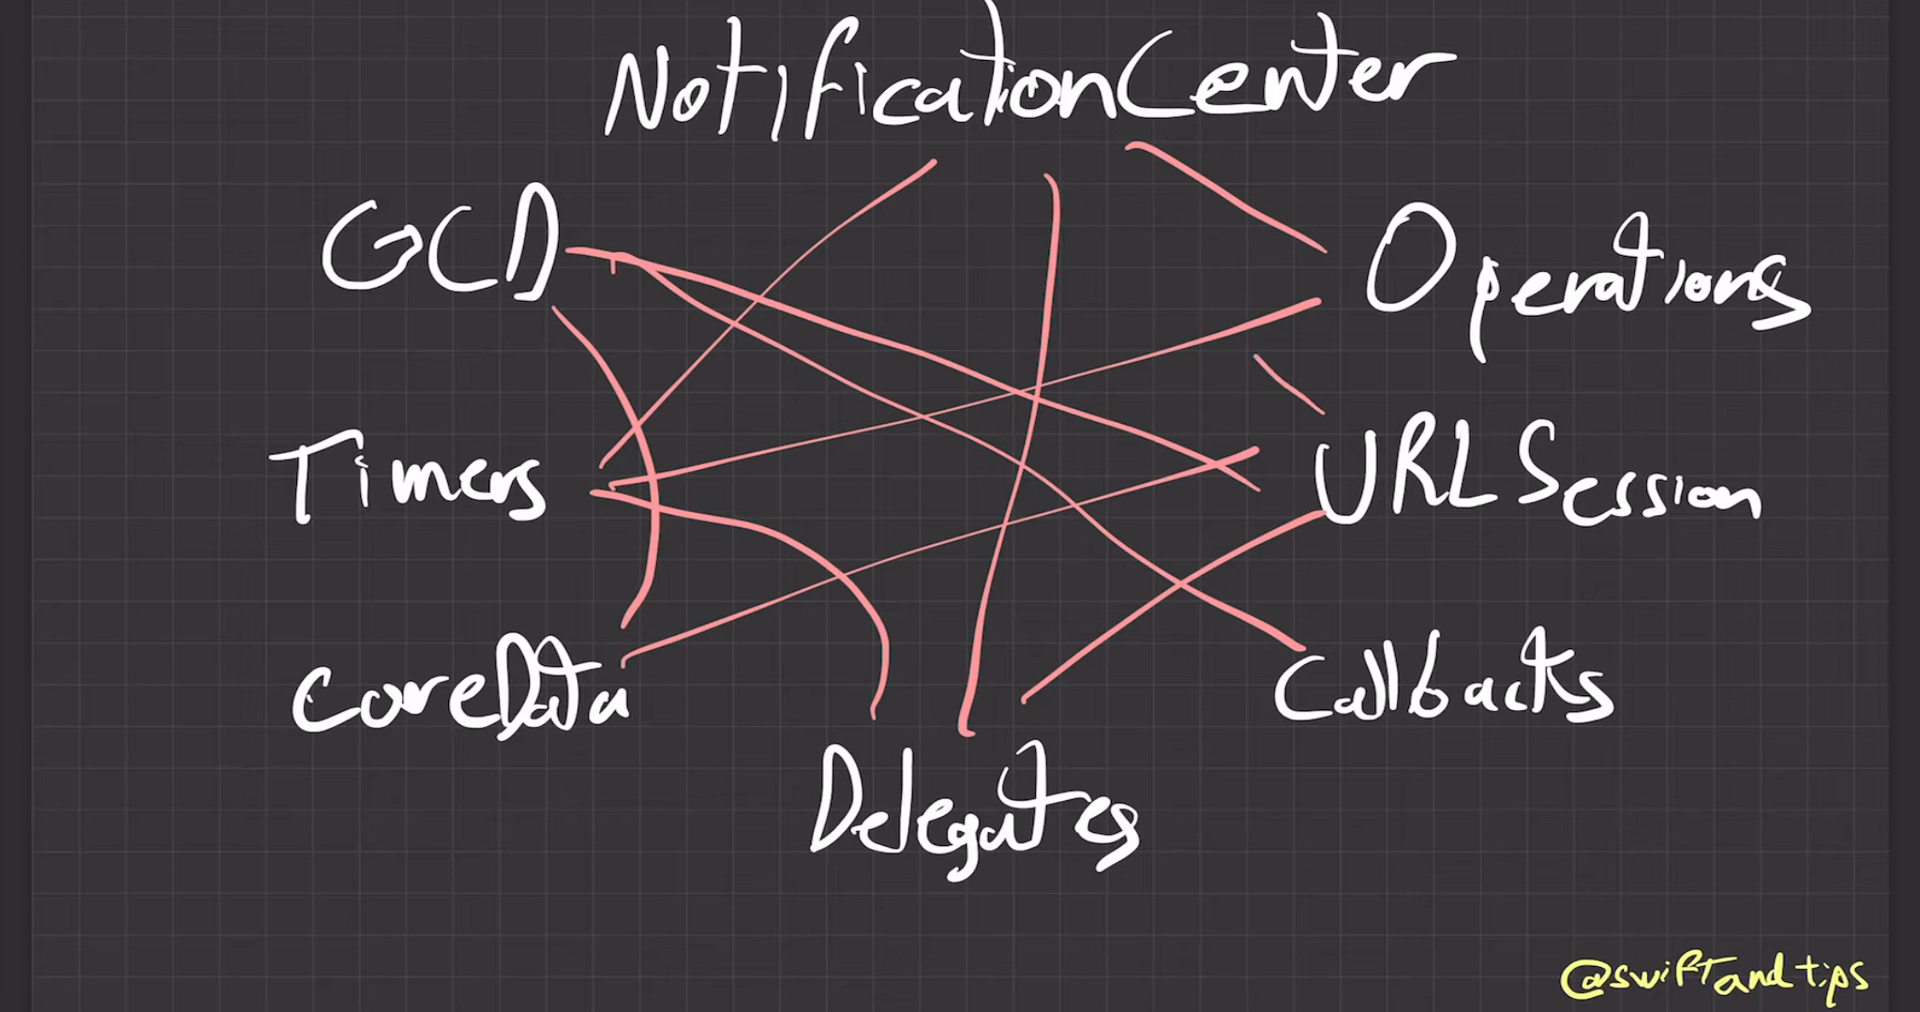 NotificationCenter
GCD
Operations
Timers
URLSession
CoreData
Callbacks
Delegates
@swiftandtips